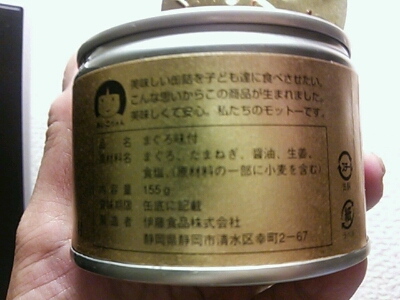 美味しい缶詰を子ども達に食べさせたい、
こんな思いからこの商品が生まれました。
美味しくて安心。私たちのモットーです。
品名 まぐろ味付
原材料名 まぐろ、たまねぎ、醤油、生姜、
食塩、(原材料の一部に小麦を含む)
内容量 155g
賞味期限 缶底に記載
製造者 伊藤食品株式会社
静岡県静岡市清水区幸町2-67